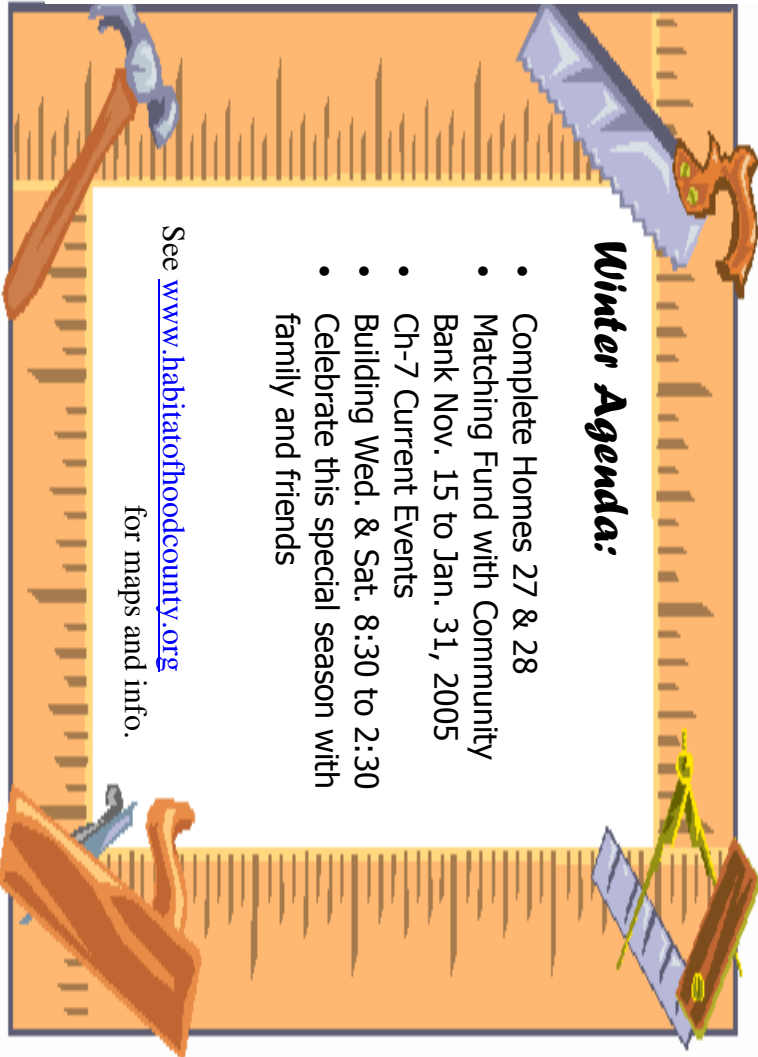 Winter Agenda:
• Complete Homes 27 & 28
• Matching Fund with Community
Bank Nov. 15 to Jan. 31, 2005
• Ch-7 Current Events
• Building Wed. & Sat. 8:30 to 2:30
• Celebrate this special season with
family and friends
See www.habitatofhoodcounty.org
for maps and info.